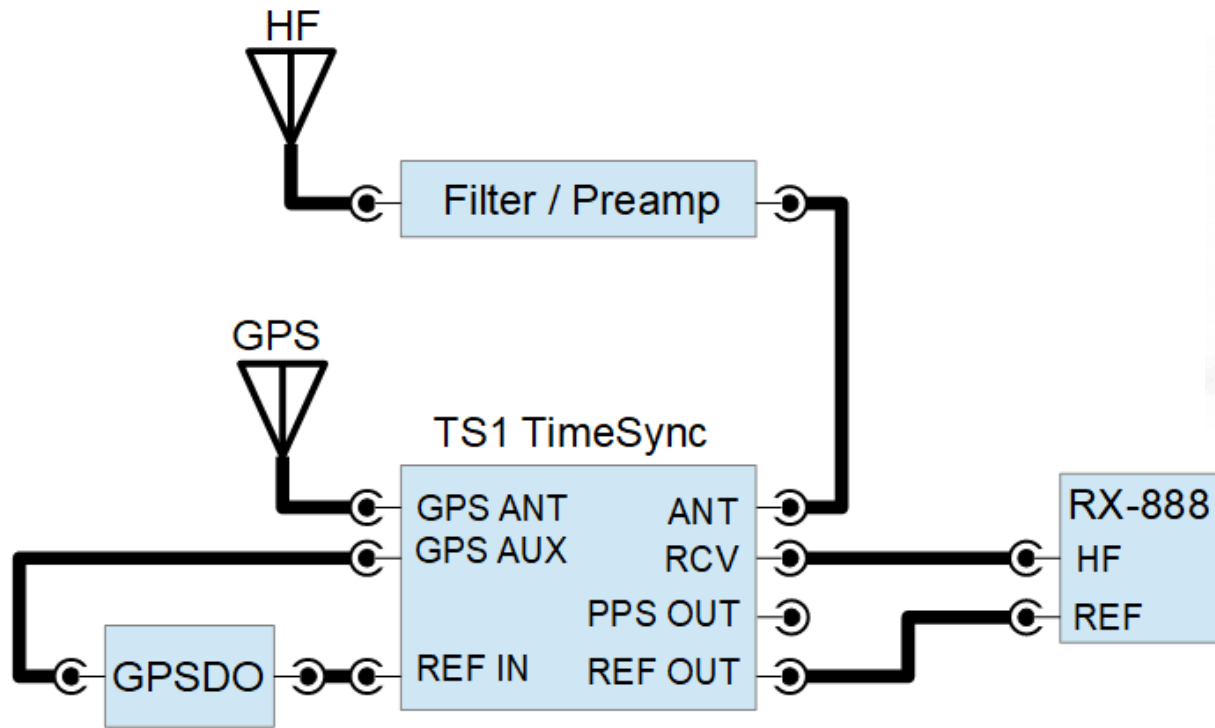 HF
Filter / Preamp
GPS
TS1 TimeSync
GPS ANT
GPS AUX
REF IN
ANT
RCV
PPS OUT
REF OUT
GPSDO
RX-888
HF
REF